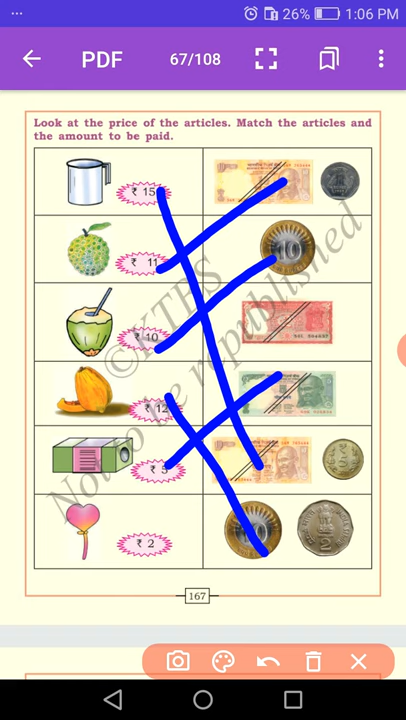 26% 1:06 PM
PDF 67/108
Look at the price of the articles. Match the articles and
the amount to be paid.
₹ 15
₹ 11
10
₹ 10
₹ 12
₹ 5
₹ 2
2
©KTBS
Not to be republished
167